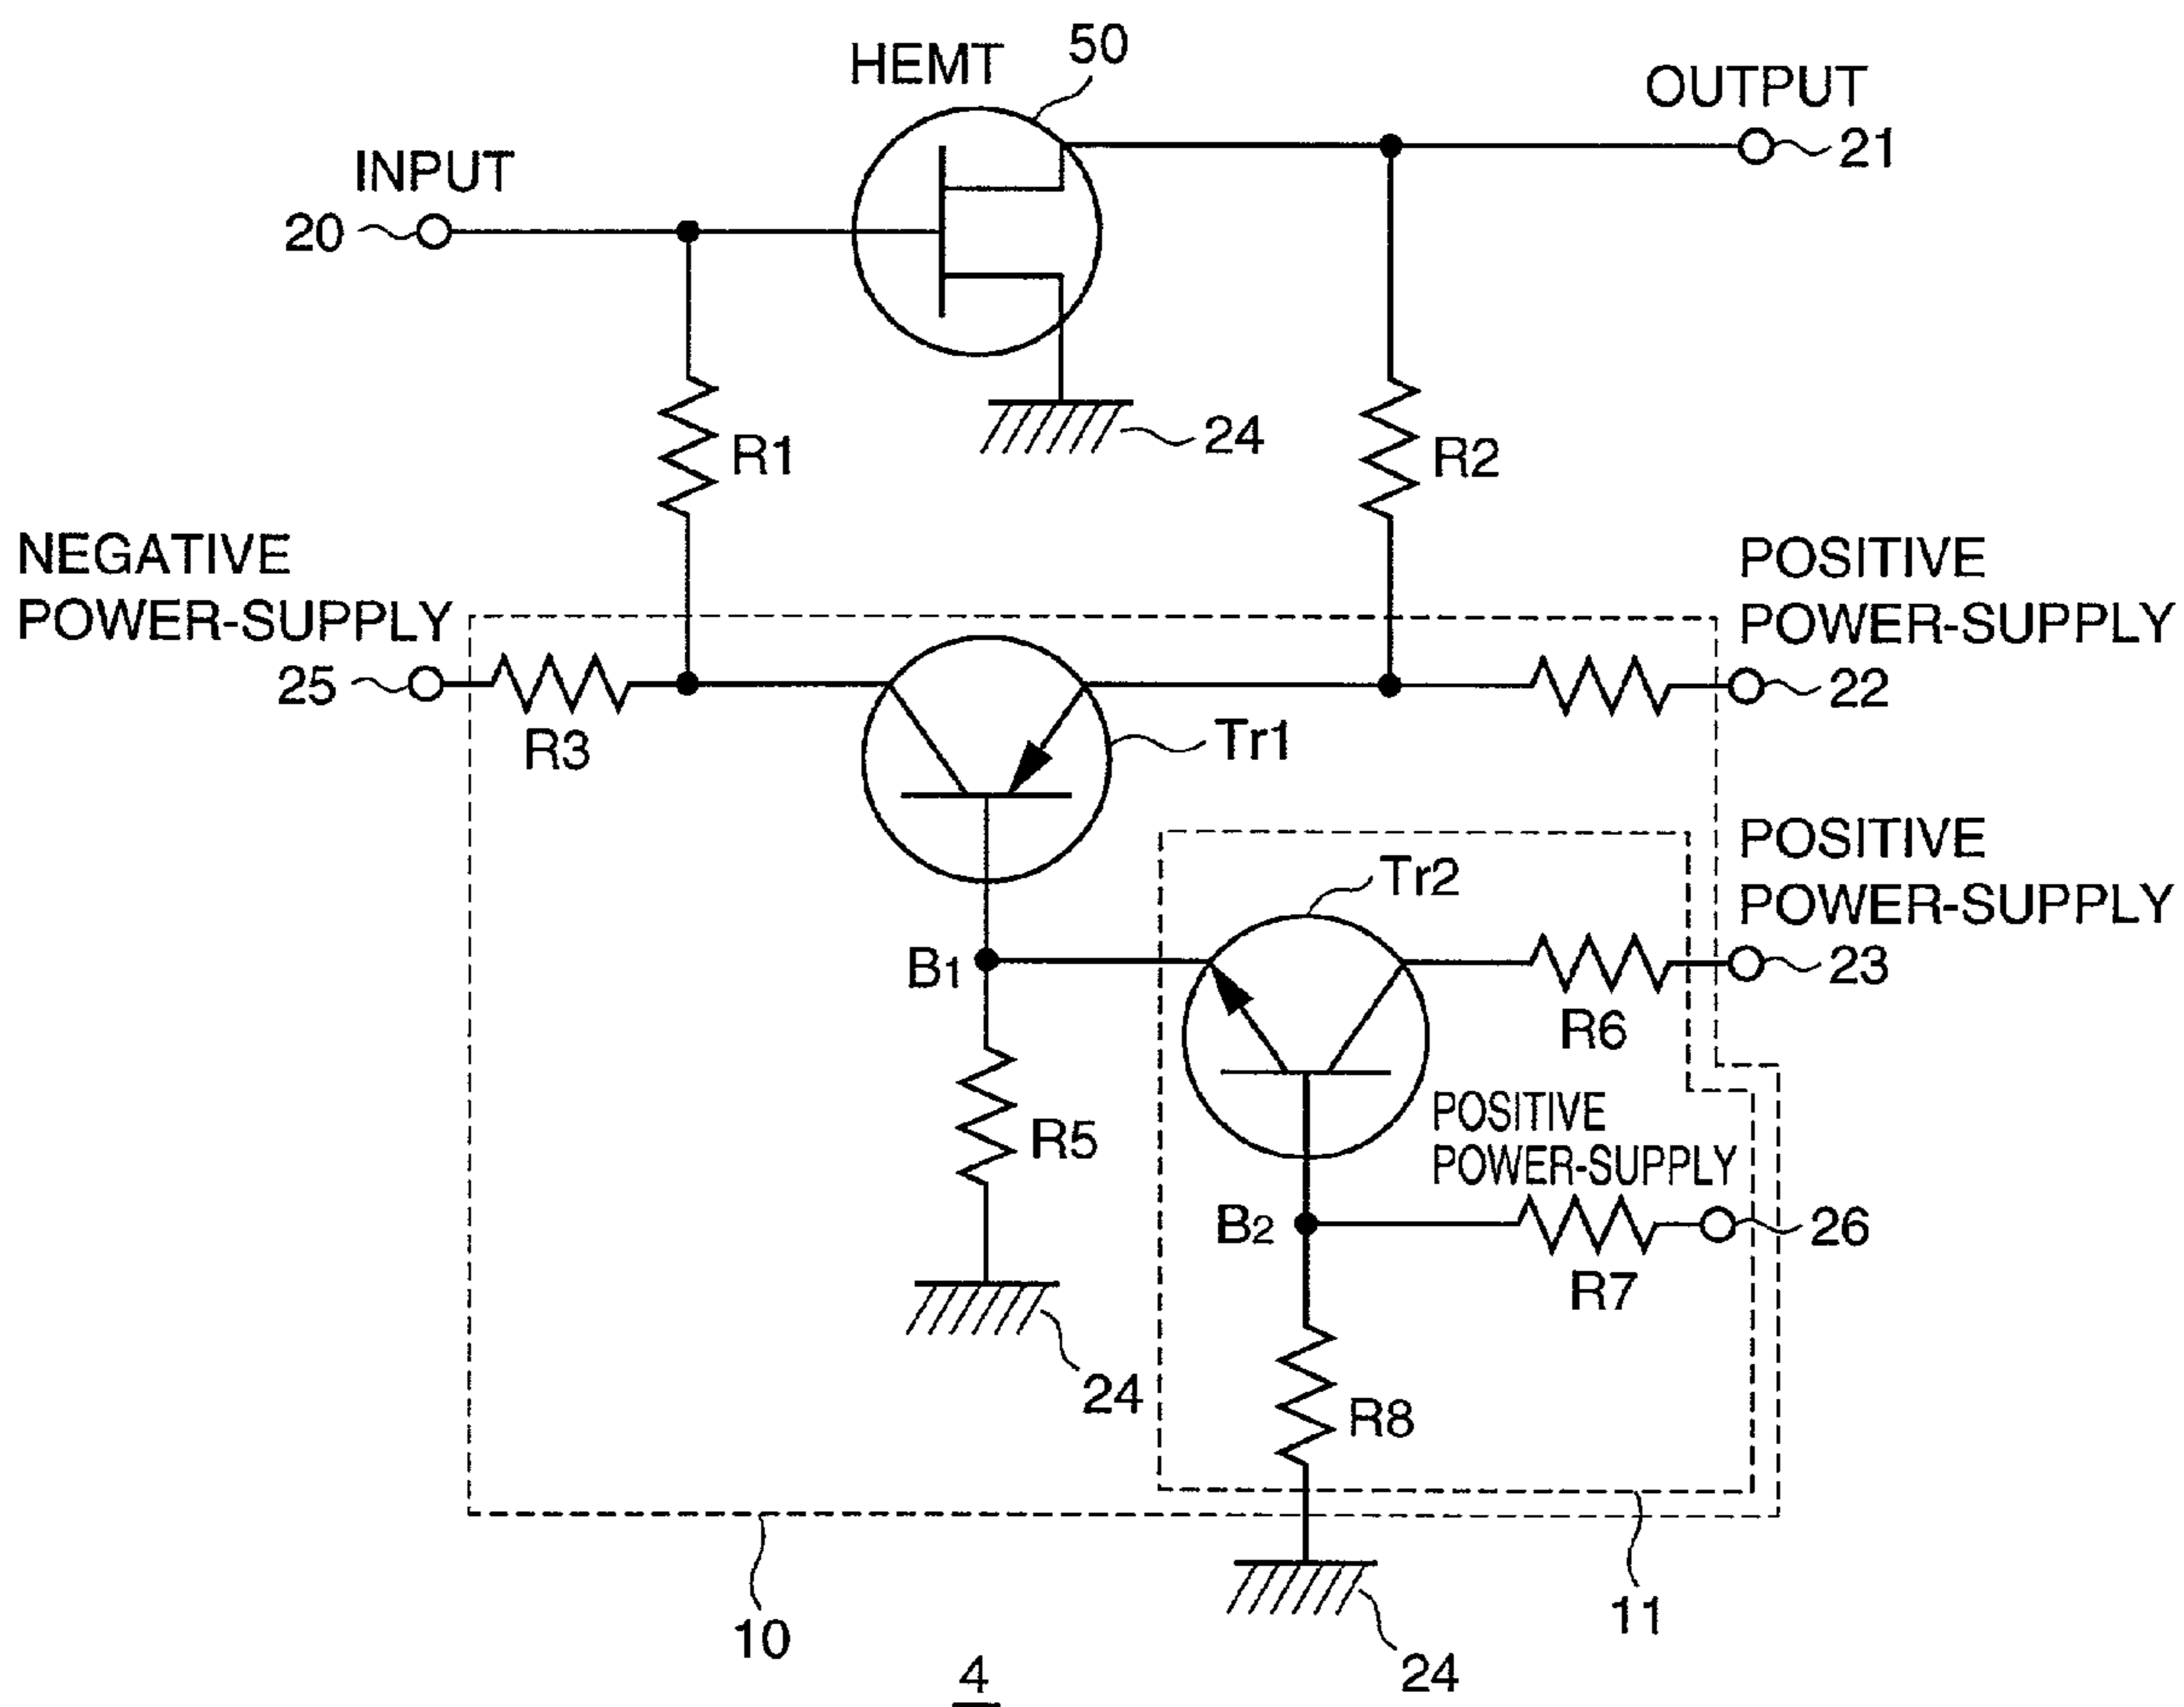 HEMT
50
OUTPUT
21
INPUT
20
24
R1
R2
NEGATIVE
POWER-SUPPLY
25
R3
POSITIVE
POWER-SUPPLY
22
Tr1
POSITIVE
POWER-SUPPLY
23
Tr2
B1
R6
R5
POSITIVE
POWER-SUPPLY
B2
26
R7
24
R8
10
11
24
4